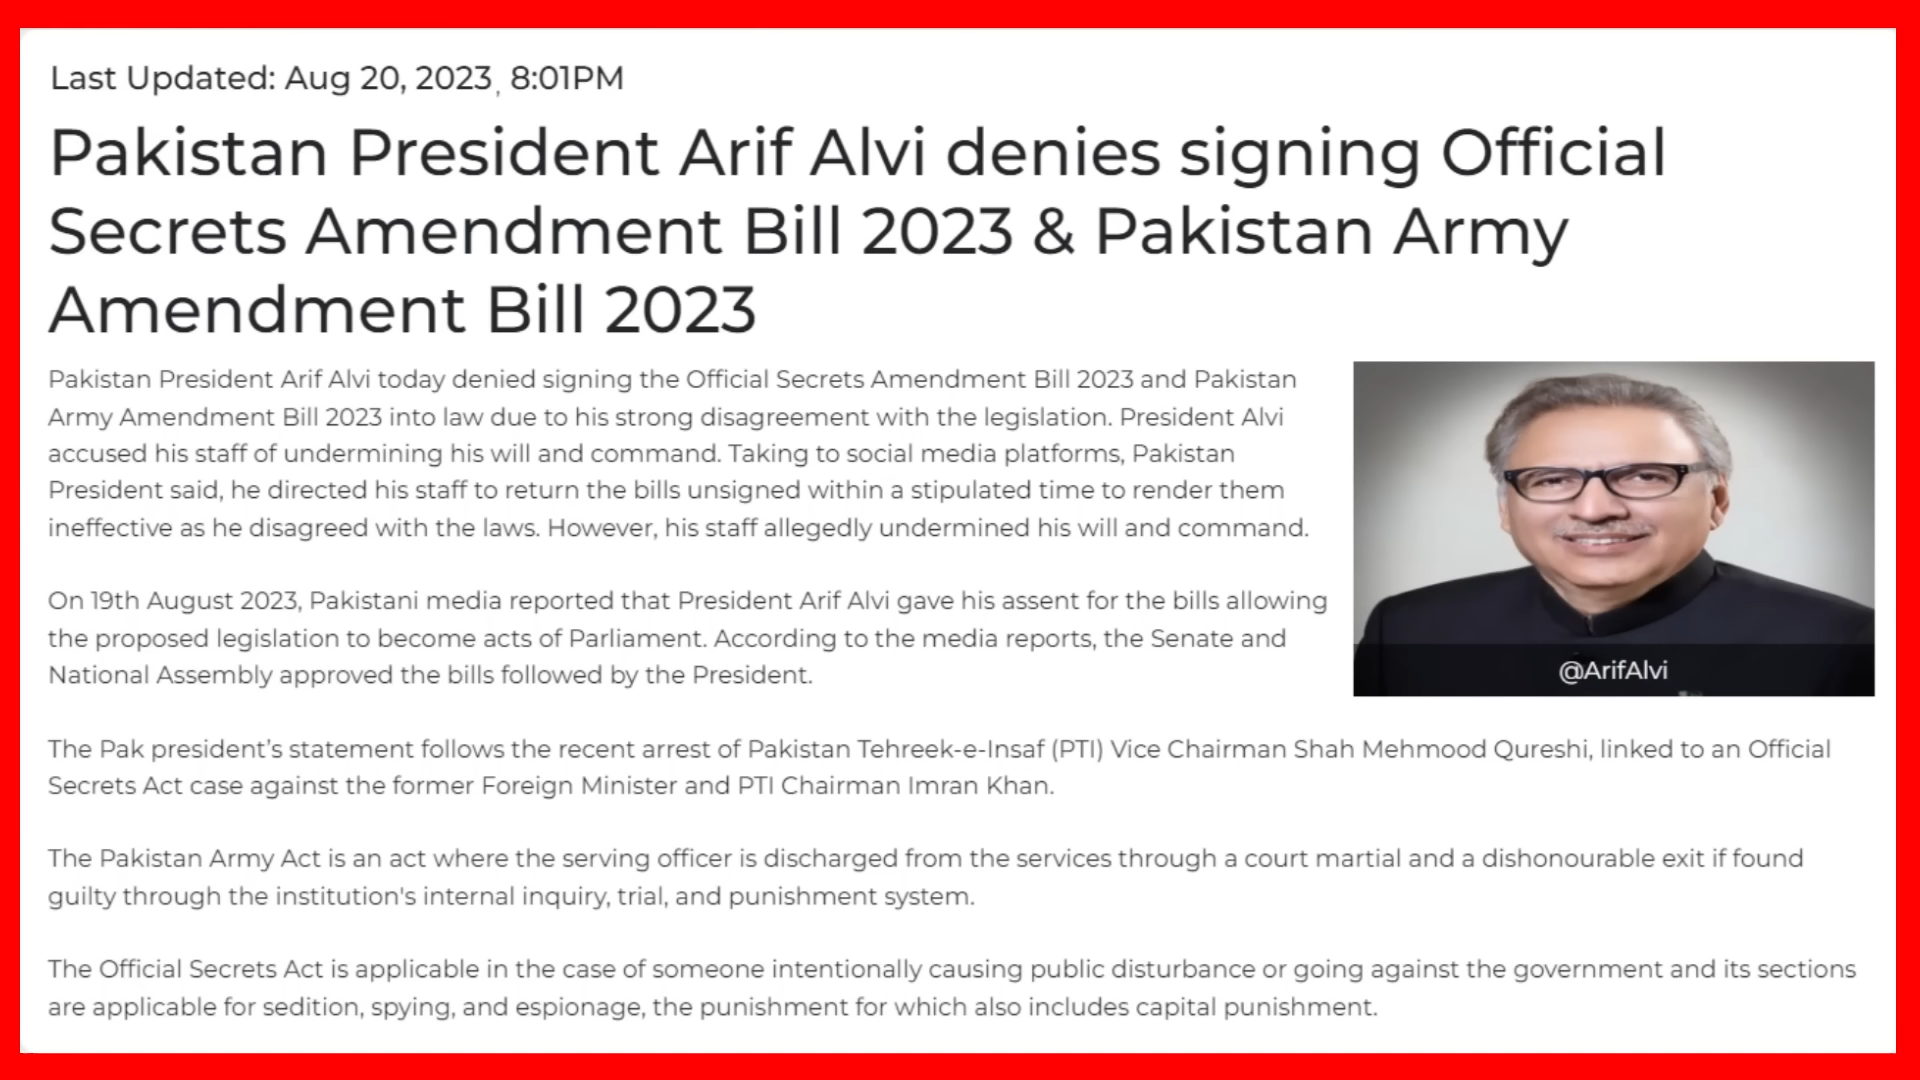 Last Updated: Aug 20, 2023, 8:01PM
Pakistan President Arif Alvi denies signing Official
Secrets Amendment Bill 2023 & Pakistan Army
Amendment Bill 2023
Pakistan President Arif Alvi today denied signing the Official Secrets Amendment Bill 2023 and Pakistan
Army Amendment Bill 2023 into law due to his strong disagreement with the legislation. President Alvi
accused his staff of undermining his will and command. Taking to social media platforms, Pakistan
President said, he directed his staff to return the bills unsigned within a stipulated time to render them
ineffective as he disagreed with the laws. However, his staff allegedly undermined his will and command.
On 19th August 2023, Pakistani media reported that President Arif Alvi gave his assent for the bills allowing
the proposed legislation to become acts of Parliament. According to the media reports, the Senate and
National Assembly approved the bills followed by the President.
@ArifAlvi
The Pak president’s statement follows the recent arrest of Pakistan Tehreek-e-Insaf (PTI) Vice Chairman Shah Mehmood Qureshi, linked to an Official
Secrets Act case against the former Foreign Minister and PTI Chairman Imran Khan.
The Pakistan Army Act is an act where the serving officer is discharged from the services through a court martial and a dishonourable exit if found
guilty through the institution's internal inquiry, trial, and punishment system.
The Official Secrets Act is applicable in the case of someone intentionally causing public disturbance or going against the government and its sections
are applicable for sedition, spying, and espionage, the punishment for which also includes capital punishment.